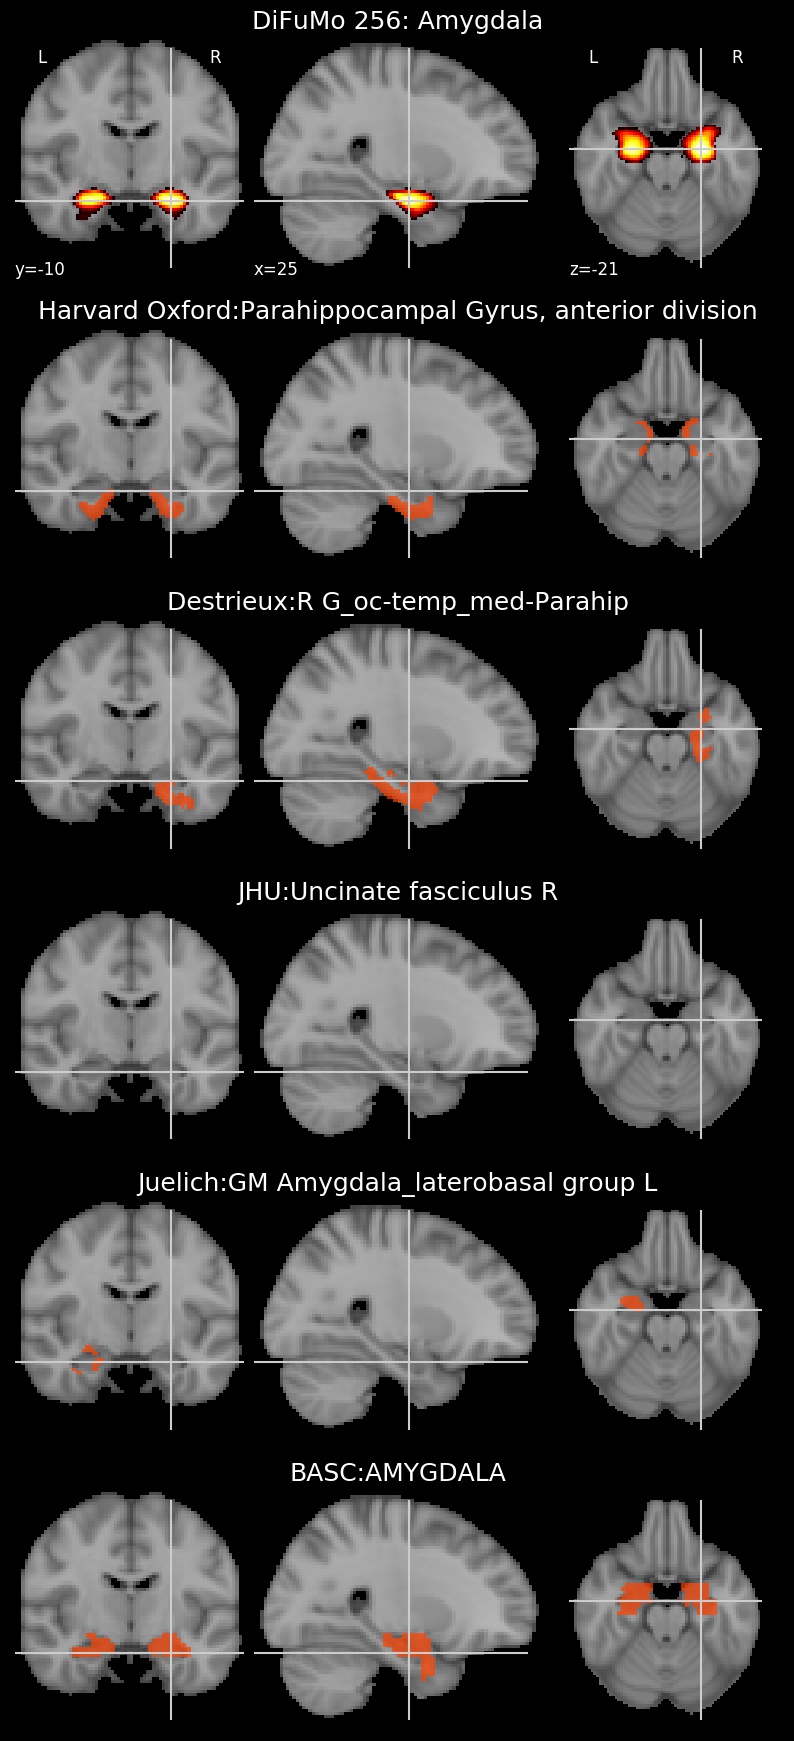 DiFuMo 256: Amygdala
L R L R
y=-10 x=25 z=-21
Harvard Oxford:Parahippocampal Gyrus, anterior division
Destrieux:R G_oc-temp_med-Parahip
JHU:Uncinate fasciculus R
Juelich:GM Amygdala_laterobasal group L
BASC:AMYGDALA